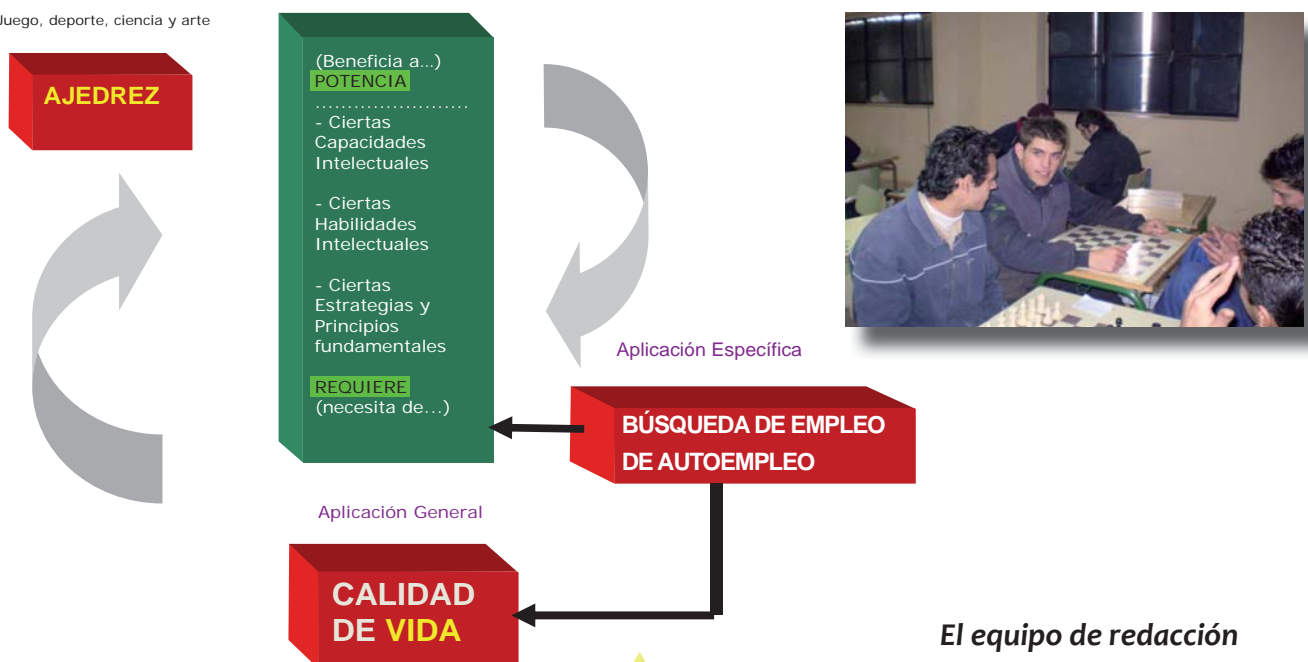 Juego, deporte, ciencia y arte
AJEDREZ
(Beneficia a...)
POTENCIA
........................
- Ciertas
Capacidades
Intelectuales
- Ciertas
Habilidades
Intelectuales
- Ciertas
Estrategias y
Principios
fundamentales
REQUIERE
(necesita de...)
Aplicación Específica
BÚSQUEDA DE EMPLEO
DE AUTOEMPLEO
Aplicación General
CALIDAD
DE VIDA
El equipo de redacción